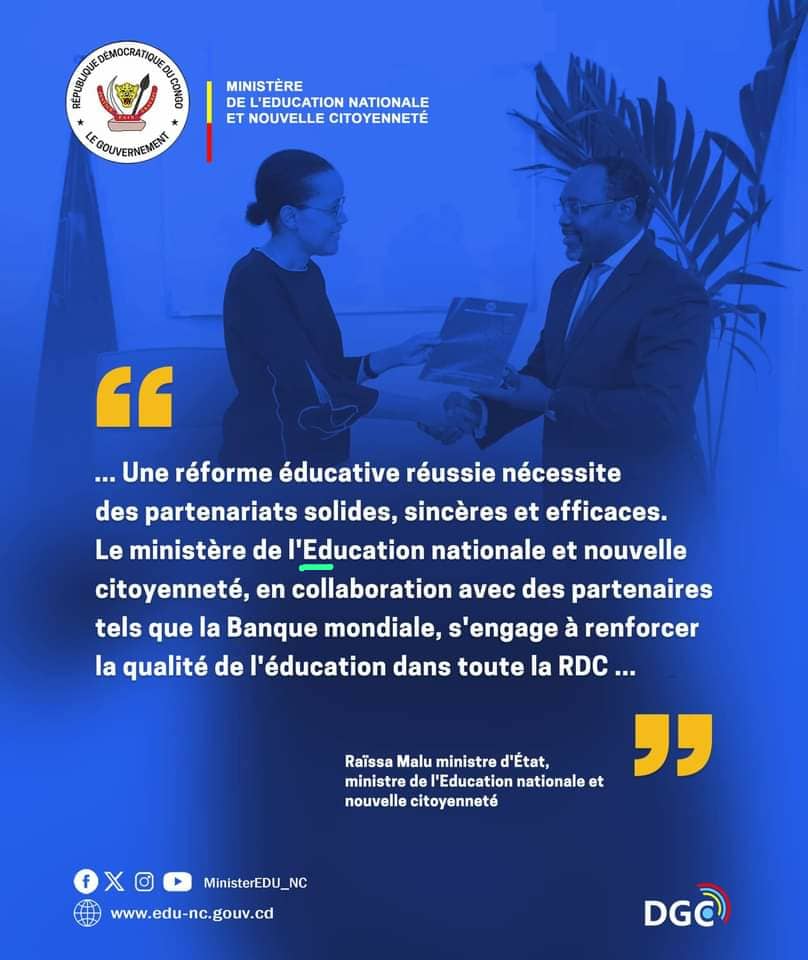 RÉPUBLIQUE DÉMOCRATIQUE DU CONGO
LE GOUVERNEMENT
MINISTÈRE
DE L'EDUCATION NATIONALE
ET NOUVELLE CITOYENNETÉ
... Une réforme éducative réussie nécessite
des partenariats solides, sincères et efficaces.
Le ministère de l'Education nationale et nouvelle
citoyenneté, en collaboration avec des partenaires
tels que la Banque mondiale, s'engage à renforcer
la qualité de l'éducation dans toute la RDC ...
Raïssa Malu ministre d'État,
ministre de l'Education nationale et
nouvelle citoyenneté
MinisterEDU_NC
www.edu-nc.gouv.cd
DGC